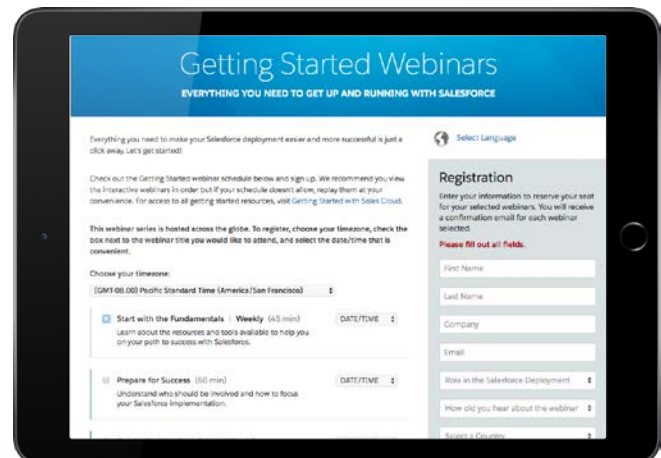 Getting Started Webinars
EVERYTHING YOU NEED TO GET UP AND RUNNING WITH SALESFORCE
Everything you need to make your Salesforce deployment easier and more successful is just a
click away. Let's get started!
Check out the Getting Started webinar schedule below and sign up. We recommend you view
the interactive webinars in order but if your schedule doesn't allow, replay them at your
convenience. For access to all getting started resources, visit Getting Started with Sales Cloud.
This webinar series is hosted across the globe. To register, choose your timezone, check the
box next to the webinar title you would like to attend, and select the date/time that is
convenient.
Choose your timezone:
(GMT-08.00) Pacific Standard Time (America/San Francisco)
Start with the Fundamentals | Weekly (45 min)
DATE/TIME
Learn about the resources and tools available to help you
on your path to success with Salesforce.
Prepare for Success (60 min)
DATE/TIME
Understand who should be involved and how to focus
your Salesforce implementation.
Select Language
Registration
Enter your information to reserve your seat
for your selected webinars. You will receive
a confirmation email for each webinar
selected.
Please fill out all fields.
First Name
Last Name
Company
Email
Role in the Salesforce Deployment
How did you hear about the webinar
Select a Country